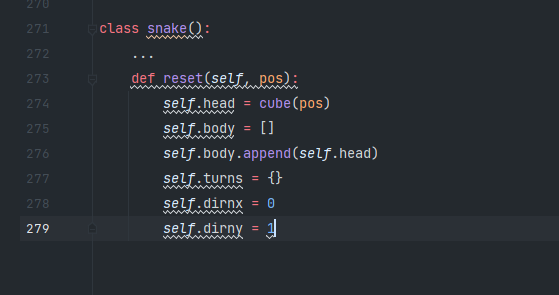 270
271 class snake():
272 ...
273 def reset(self, pos):
274 self.head = cube(pos)
275 self.body = []
276 self.body.append(self.head)
277 self.turns = {}
278 self.dirnx = 0
279 self.dirny = 1